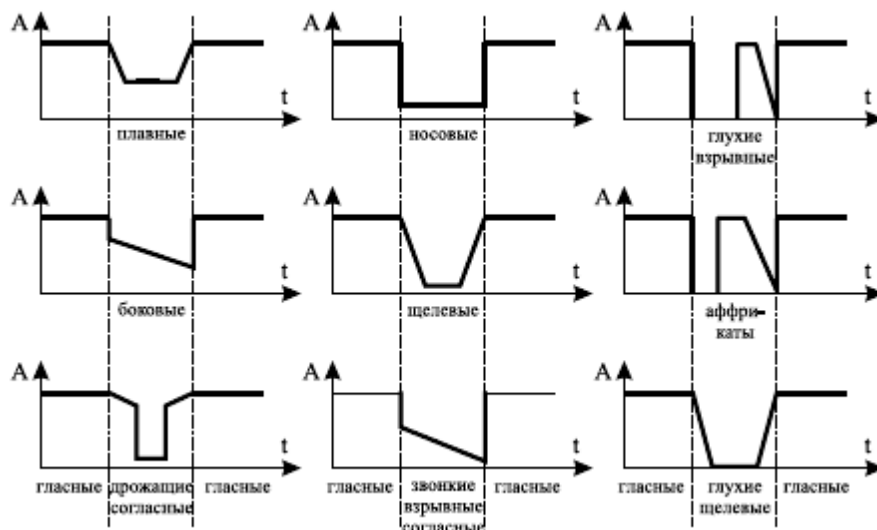 A A A
t t t
плавные носовые глухие
взрывные
A A A
t t t
боковые щелевые аффри-
каты
A A A
t t t
гласные дрожащие гласные звонкие гласные гласные глухие гласные
согласные взрывные щелевые
согласные